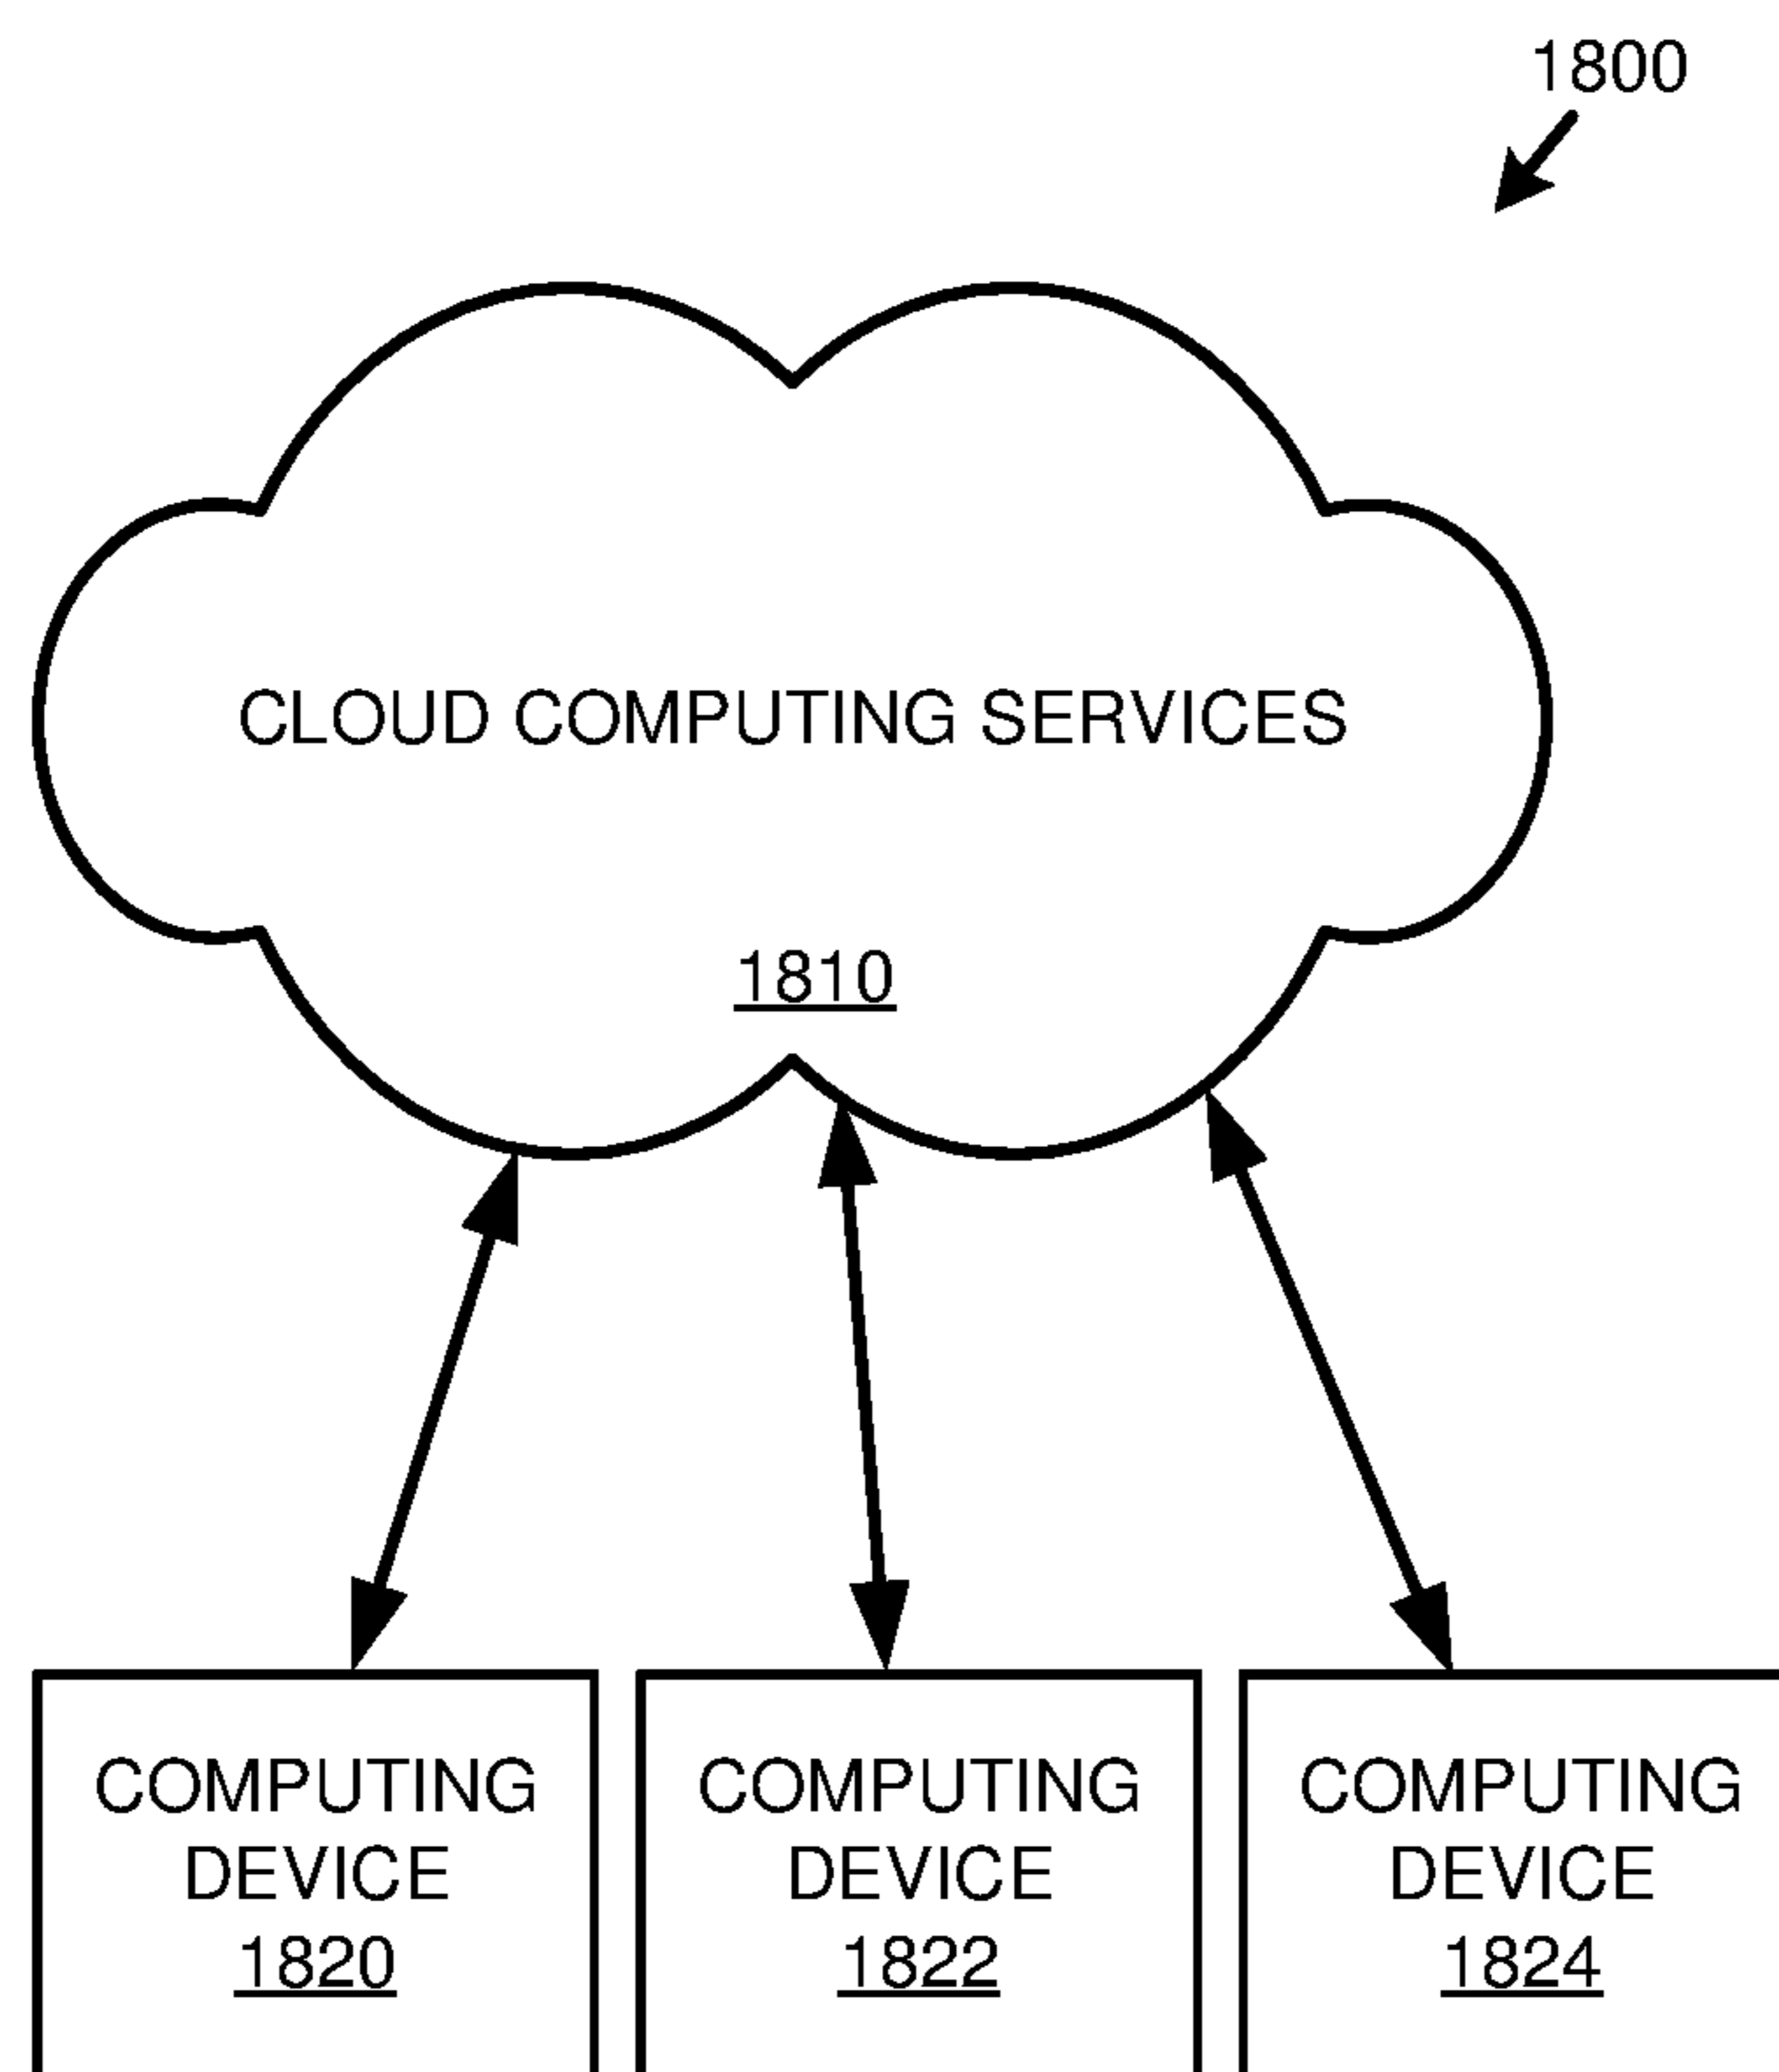 1800
CLOUD COMPUTING SERVICES
1810
COMPUTING
DEVICE
1820
COMPUTING
DEVICE
1822
COMPUTING
DEVICE
1824